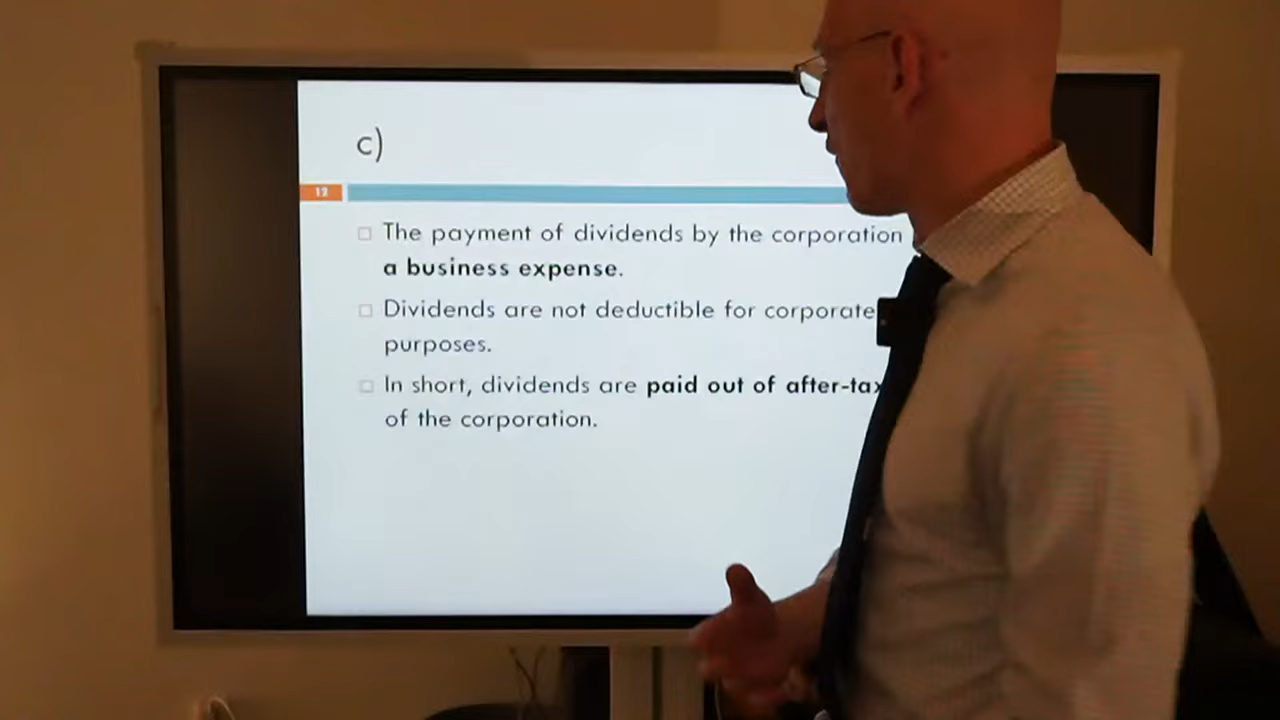 c)
12
The payment of dividends by the corporation
a business expense.
Dividends are not deductible for corporate
purposes.
In short, dividends are paid out of after-tax
of the corporation.